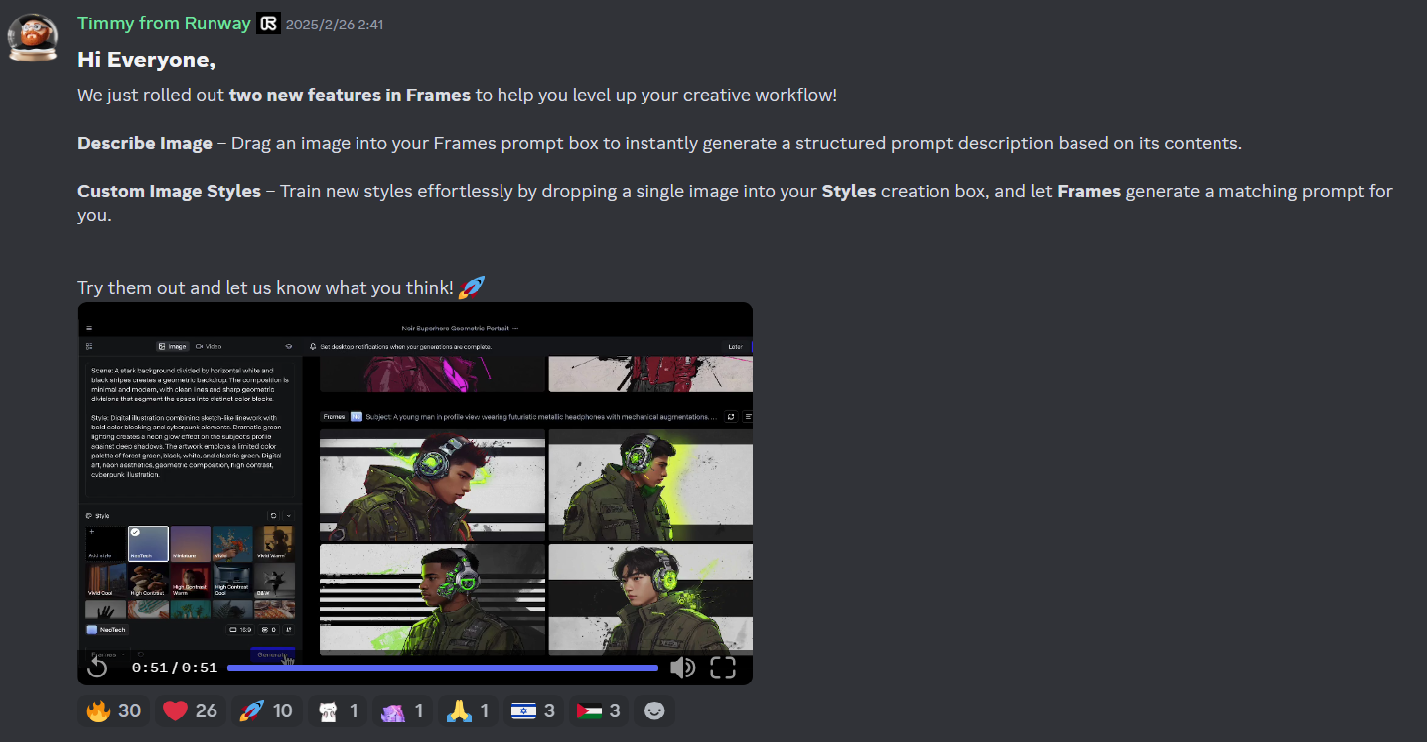 Timmy from Runway 2025/2/26 2:41
Hi Everyone,
We just rolled out two new features in Frames to help you level up your creative workflow!
Describe Image – Drag an image into your Frames prompt box to instantly generate a structured prompt description based on its contents.
Custom Image Styles – Train new styles effortlessly by dropping a single image into your Styles creation box, and let Frames generate a matching prompt for
you.
Try them out and let us know what you think! 🚀
Noir Superhero Geometric Portrait ···
Image Video
Get desktop notifications when your generations are complete. Later
Scene: A stark background divided by horizontal white and
black stripes creates a geometric backdrop. The composition is
minimal and modern, with clean lines and sharp geometric
divisions that segment the space into distinct color blocks.
Style: Digital illustration combining sketch-like linework with
bold color blocking and cyberpunk elements. Dramatic green
lighting creates a neon glow effect on the subject's profile
against deep shadows. The artwork employs a limited color
palette of forest green, black, white, and electric green. Digital
art, neon aesthetics, geometric composition, high contrast,
cyberpunk illustration.
Frames Subject: A young man in profile view wearing futuristic metallic headphones with mechanical augmentations. ...
Style
Add style NeoTech Miniature Vivid Vivid Warm
Vivid Cool High Contrast High Contrast Warm High Contrast Cool B&W
NeoTech 16:9 0
Frames Generate
0:51 / 0:51
🔥 30 ❤️ 26 🚀 10 1 1 🙏 1 🇮🇱 3 🇵🇸 3